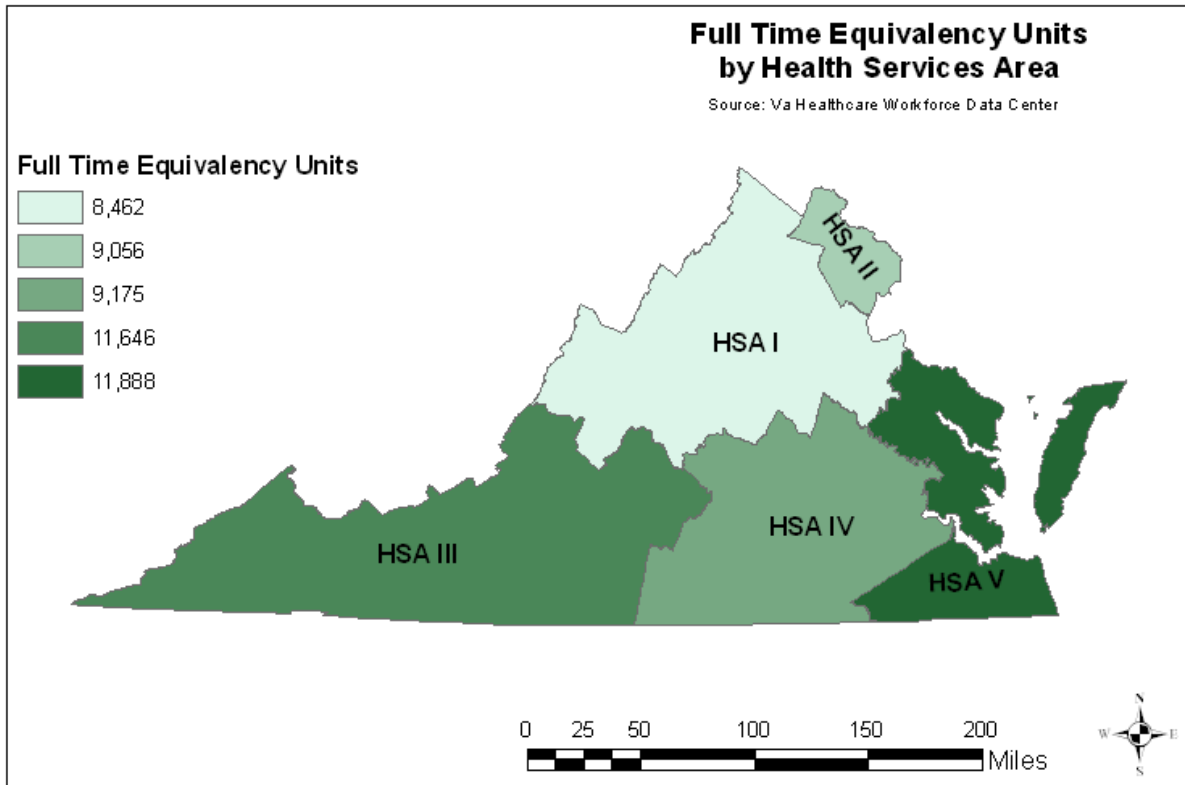 Full Time Equivalency Units
by Health Services Area
Source: Va Healthcare Workforce Data Center
Full Time Equivalency Units
8,462
9,056
9,175
11,646
11,888
HSA II
HSA I
HSA IV
HSA III
HSA V
0 25 50 100 150 200
Miles
N
W E
S